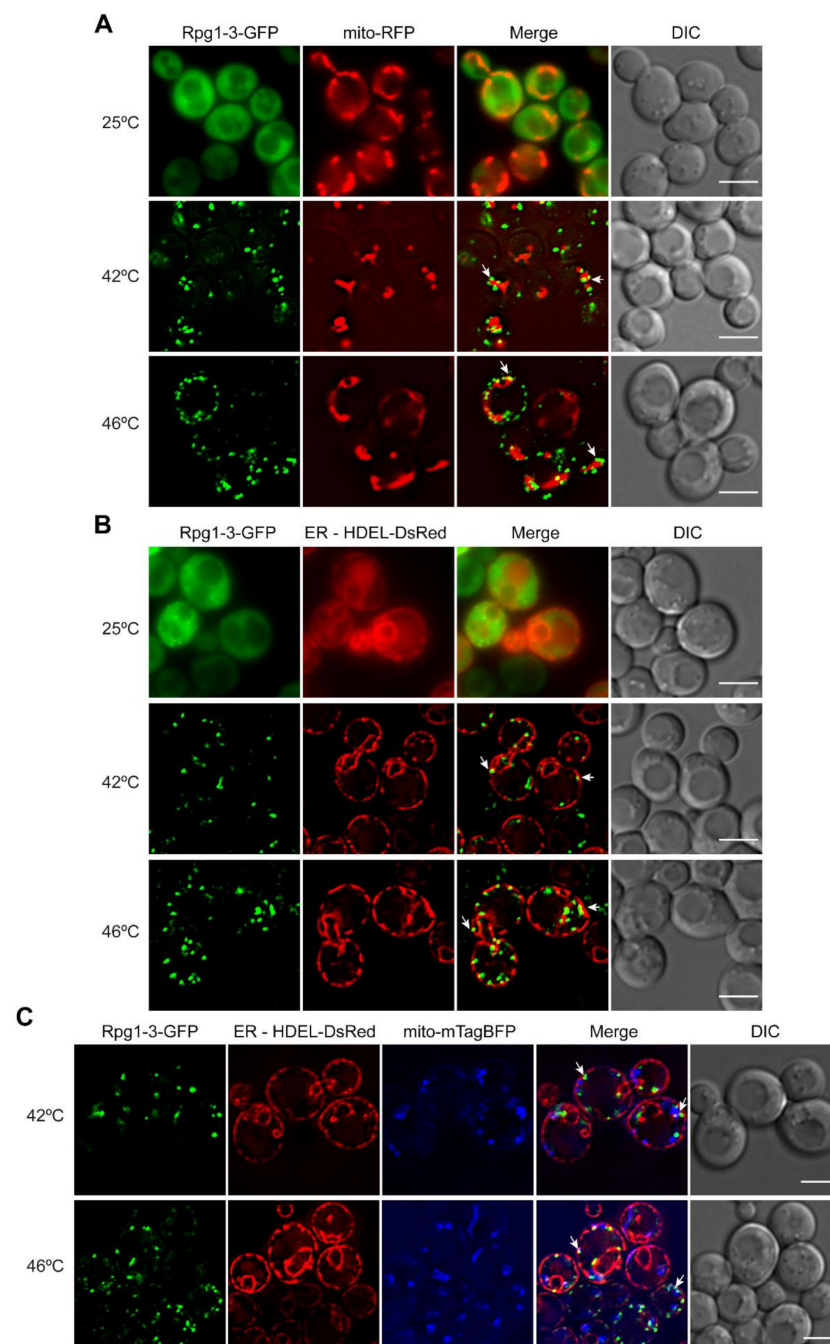 A
Rpg1-3-GFP mito-RFP Merge DIC
25ºC
42ºC
46ºC
B
Rpg1-3-GFP ER - HDEL-DsRed Merge DIC
25ºC
42ºC
46ºC
C
Rpg1-3-GFP ER - HDEL-DsRed mito-mTagBFP Merge DIC
42ºC
46ºC